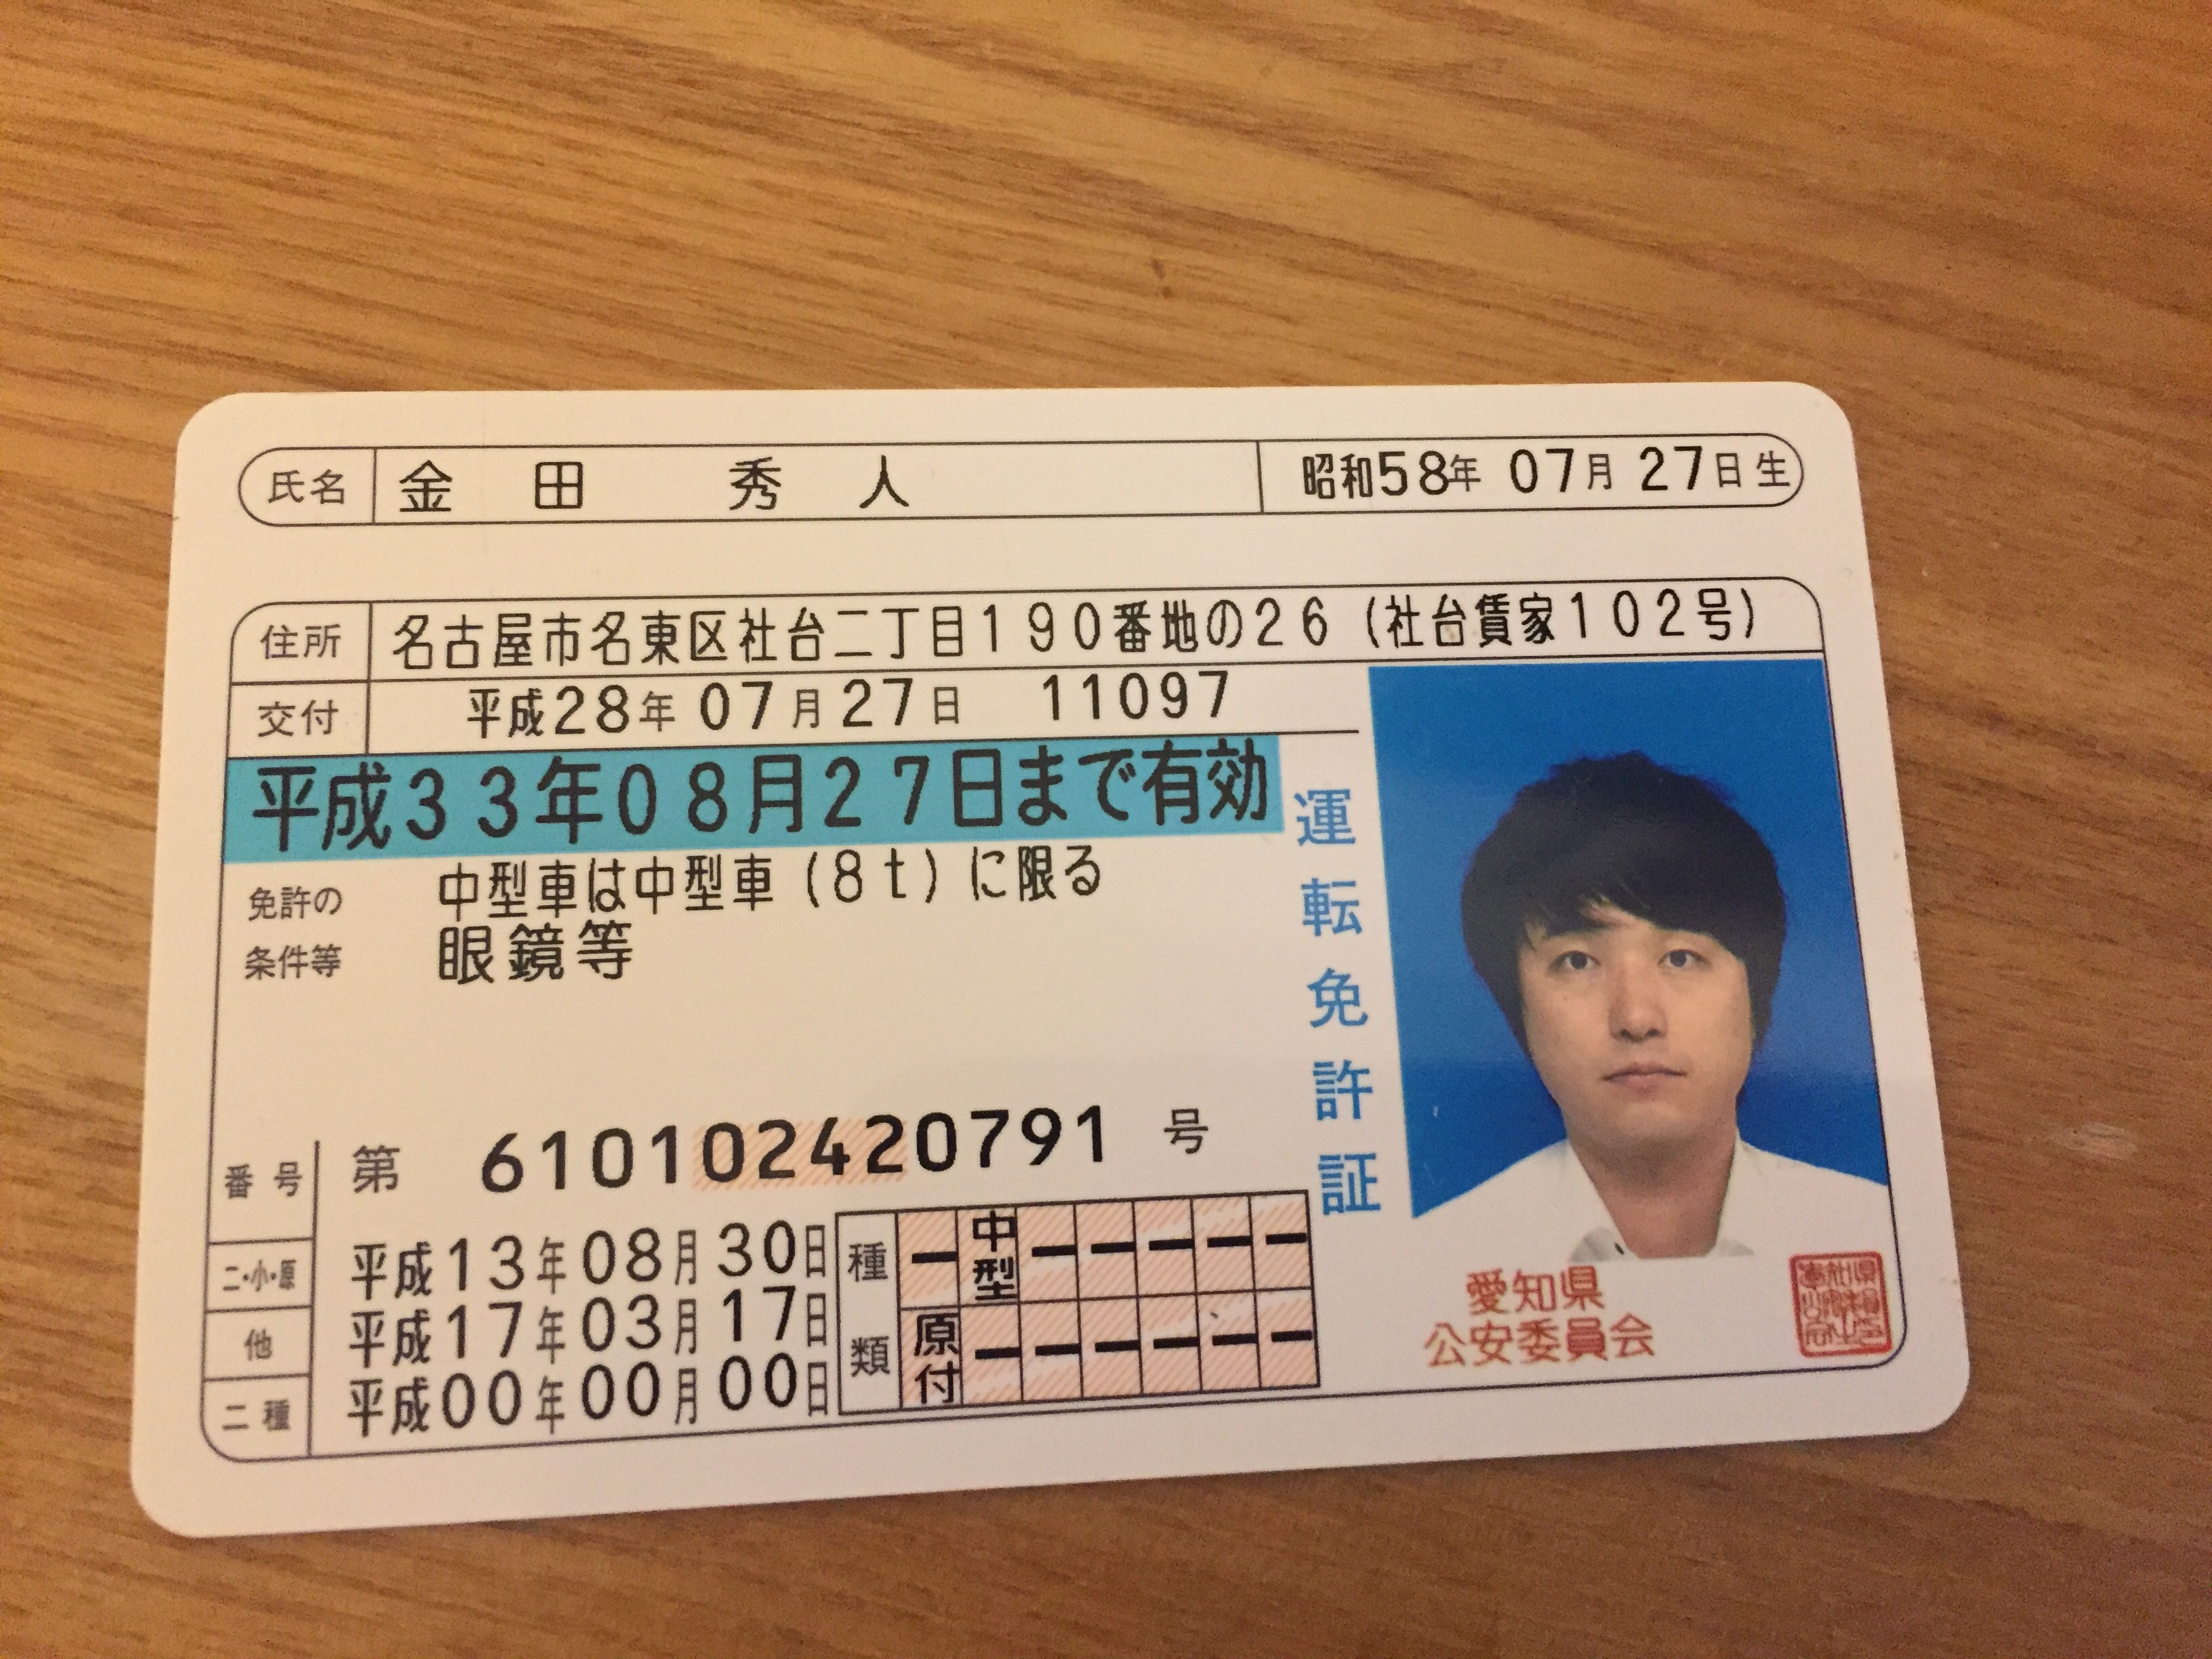 氏名 金田秀人 昭和58年07月27日生
住所 名古屋市名東区社台二丁目190番地の26(社台貸家102号)
交付 平成28年07月27日 11097
平成33年08月27日まで有効
免許の 中型車は中型車(8t)に限る
条件等 眼鏡等
番号 第 610102420791 号
二・小・原 平成13年08月30日
他 平成17年03月17日
二種 平成00年00月00日
種類 中型 原付
運転免許証
愛知県
公安委員会